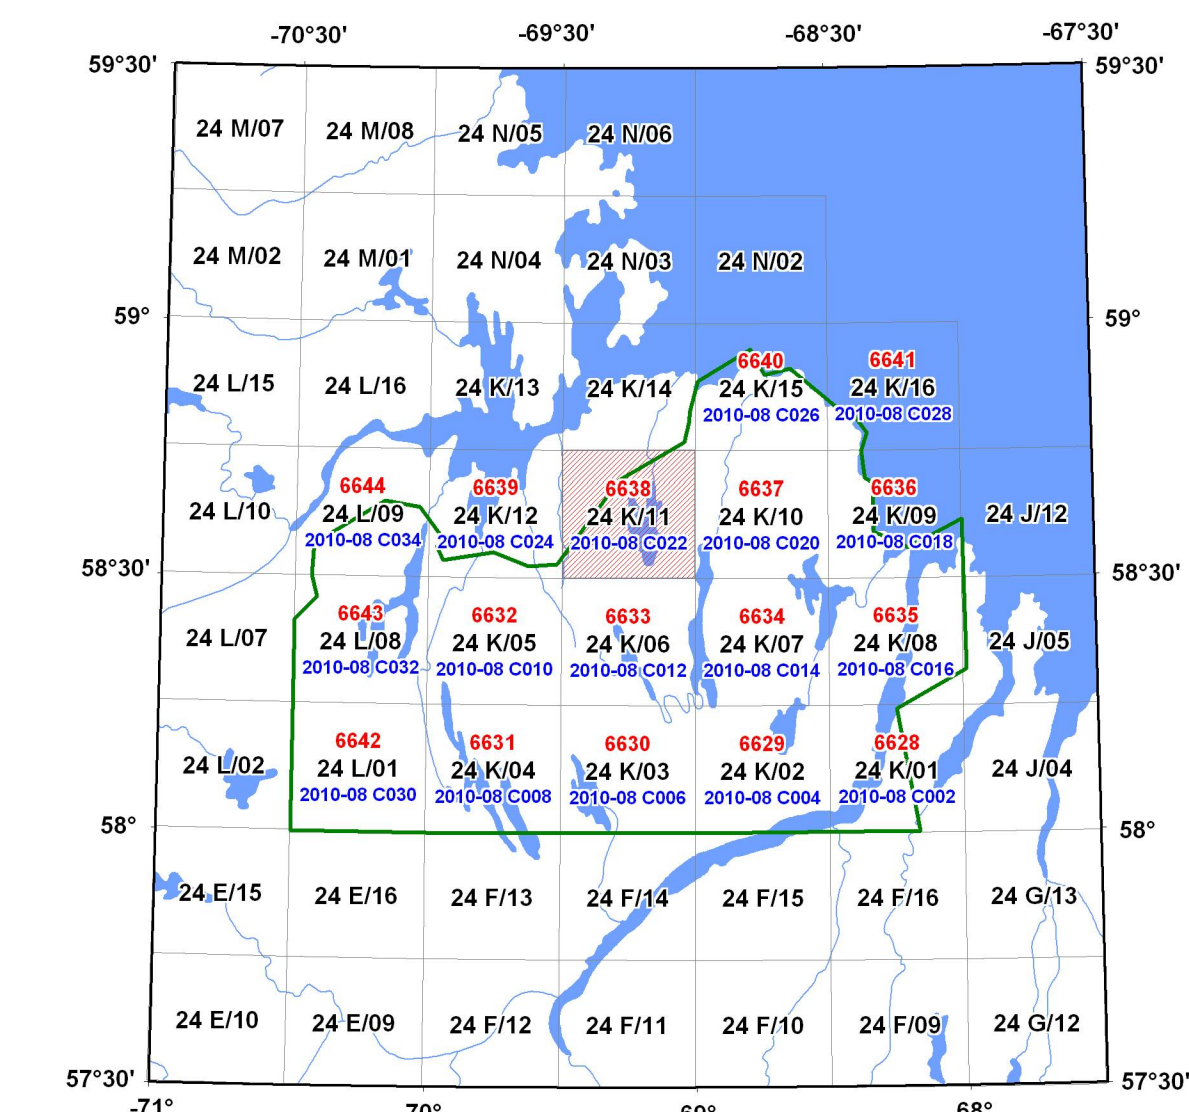 -70°30' -69°30' -68°30' -67°30'
59°30' 59°30'
24 M/07 24 M/08 24 N/05 24 N/06
24 M/02 24 M/01 24 N/04 24 N/03 24 N/02
59° 59°
6640 6641
24 L/15 24 L/16 24 K/13 24 K/14 24 K/15 24 K/16
2010-08 C026 2010-08 C028
6644 6639 6638 6637 6636
24 L/10 24 L/09 24 K/12 24 K/11 24 K/10 24 K/09 24 J/12
2010-08 C034 2010-08 C024 2010-08 C022 2010-08 C020 2010-08 C018
58°30' 58°30'
6643 6632 6633 6634 6635
24 L/07 24 L/08 24 K/05 24 K/06 24 K/07 24 K/08 24 J/05
2010-08 C032 2010-08 C010 2010-08 C012 2010-08 C014 2010-08 C016
6642 6631 6630 6629 6628
24 L/02 24 L/01 24 K/04 24 K/03 24 K/02 24 K/01 24 J/04
2010-08 C030 2010-08 C008 2010-08 C006 2010-08 C004 2010-08 C002
58° 58°
24 E/15 24 E/16 24 F/13 24 F/14 24 F/15 24 F/16 24 G/13
24 E/10 24 E/09 24 F/12 24 F/11 24 F/10 24 F/09 24 G/12
57°30' 57°30'
-71° -70° -69° -68°